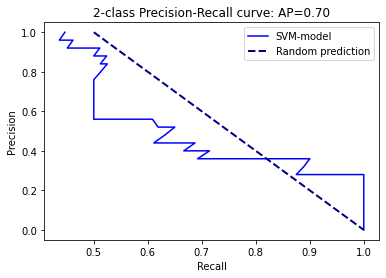 2-class Precision-Recall curve: AP=0.70
SVM-model
Random prediction
Precision
1.0
0.8
0.6
0.4
0.2
0.0
0.5 0.6 0.7 0.8 0.9 1.0
Recall